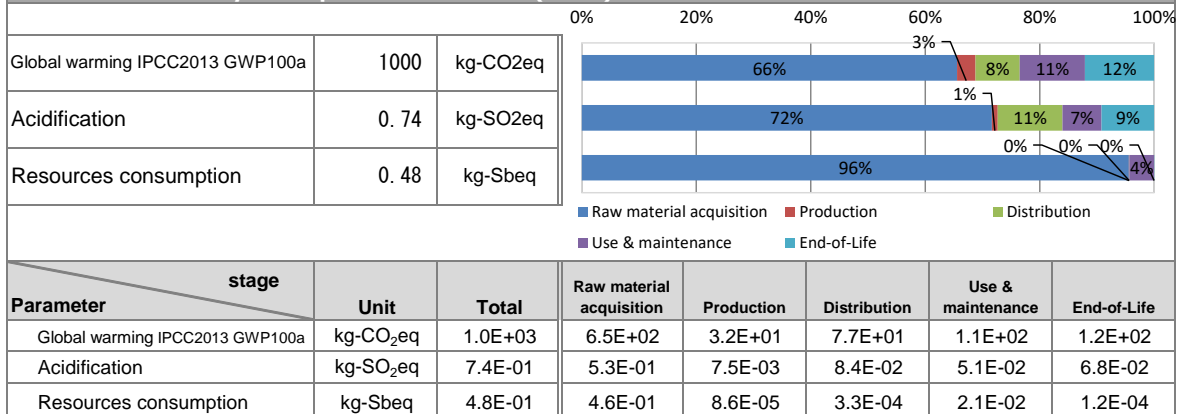 0% 20% 40% 60% 80% 100%
Global warming IPCC2013 GWP100a 1000 kg-CO2eq
3%
66% 8% 11% 12%
Acidification 0.74 kg-SO2eq
1%
72% 11% 7% 9%
Resources consumption 0.48 kg-Sbeq
0% 0% 0%
96% 4%
Raw material acquisition Production Distribution
Use & maintenance End-of-Life
stage
Parameter Unit Total Raw material acquisition Production Distribution Use & maintenance End-of-Life
Global warming IPCC2013 GWP100a kg-CO₂eq 1.0E+03 6.5E+02 3.2E+01 7.7E+01 1.1E+02 1.2E+02
Acidification kg-SO₂eq 7.4E-01 5.3E-01 7.5E-03 8.4E-02 5.1E-02 6.8E-02
Resources consumption kg-Sbeq 4.8E-01 4.6E-01 8.6E-05 3.3E-04 2.1E-02 1.2E-04